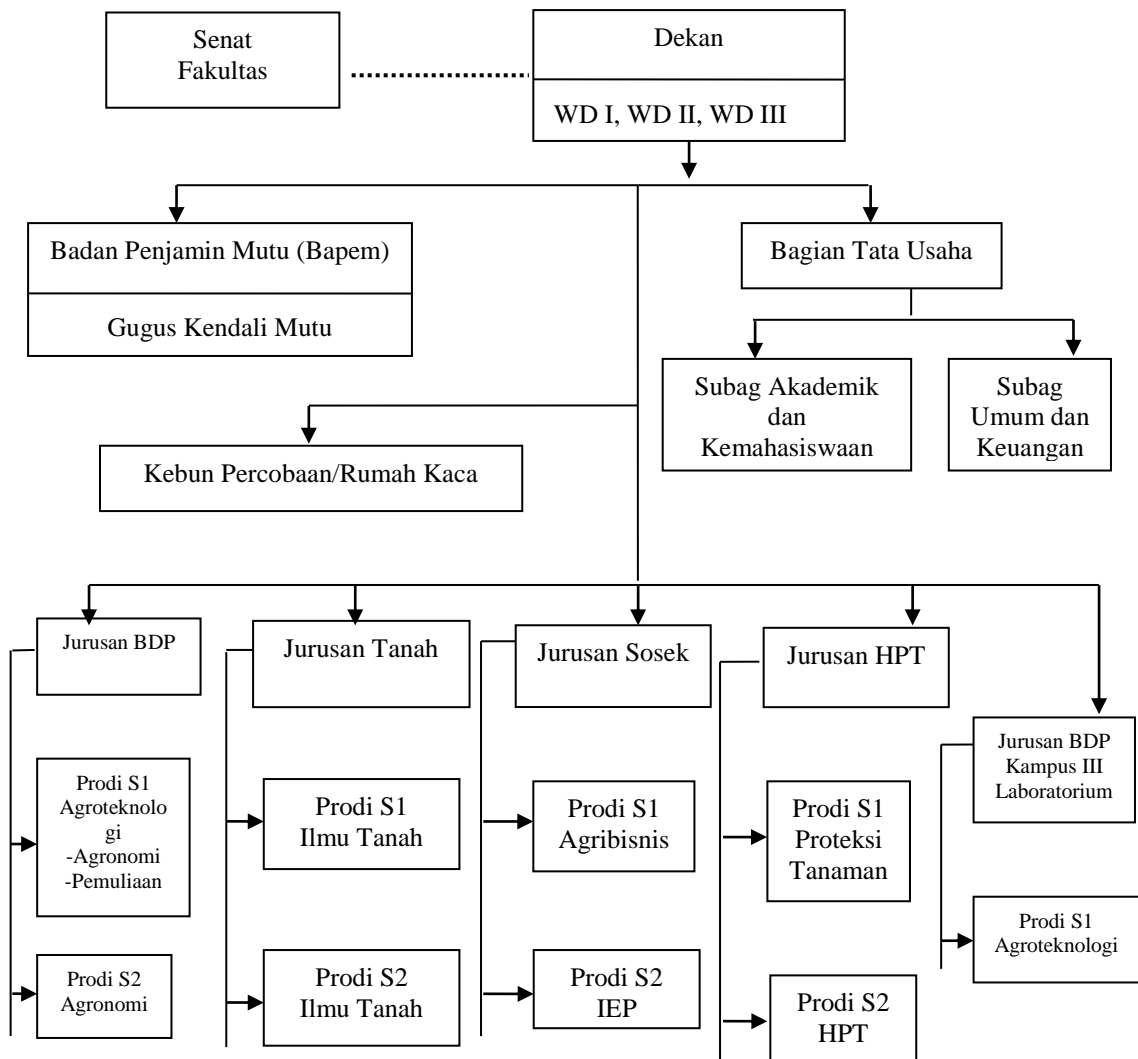 Senat
Fakultas
Dekan
WD I, WD II, WD III
Badan Penjamin Mutu (Bapem)
Gugus Kendali Mutu
Bagian Tata Usaha
Subag Akademik
dan
Kemahasiswaan
Subag
Umum dan
Keuangan
Kebun Percobaan/Rumah Kaca
Jurusan BDP
Jurusan Tanah
Jurusan Sosek
Jurusan HPT
Jurusan BDP
Kampus III
Laboratorium
Prodi S1
Agroteknolo
gi
-Agronomi
-Pemuliaan
Prodi S1
Ilmu Tanah
Prodi S1
Agribisnis
Prodi S1
Proteksi
Tanaman
Prodi S1
Agroteknologi
Prodi S2
Agronomi
Prodi S2
Ilmu Tanah
Prodi S2
IEP
Prodi S2
HPT